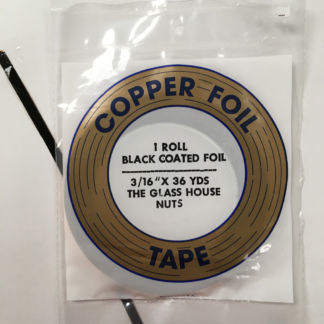 COPPER FOIL
1 ROLL
BLACK COATED FOIL
3/16" X 36 YDS
THE GLASS HOUSE
NUTS
TAPE